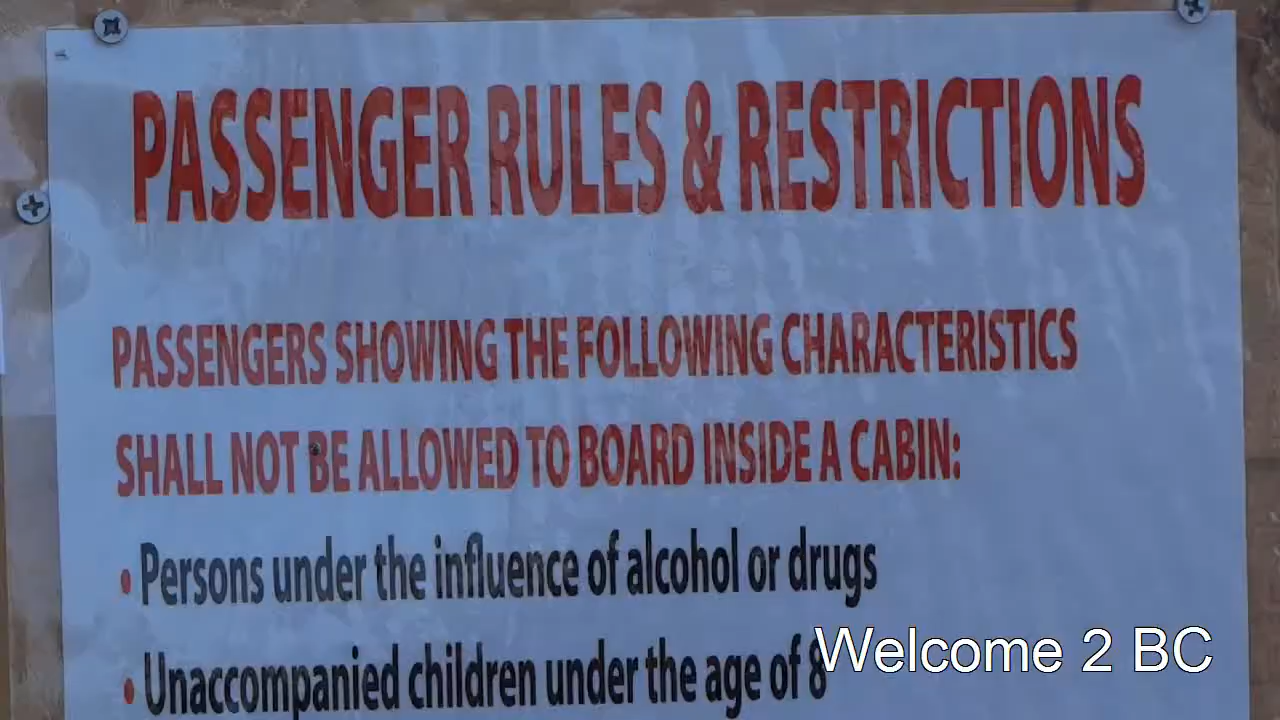 PASSENGER RULES & RESTRICTIONS
PASSENGERS SHOWING THE FOLLOWING CHARACTERISTICS
SHALL NOT BE ALLOWED TO BOARD INSIDE A CABIN:
• Persons under the influence of alcohol or drugs
• Unaccompanied children under the age of 8
Welcome 2 BC